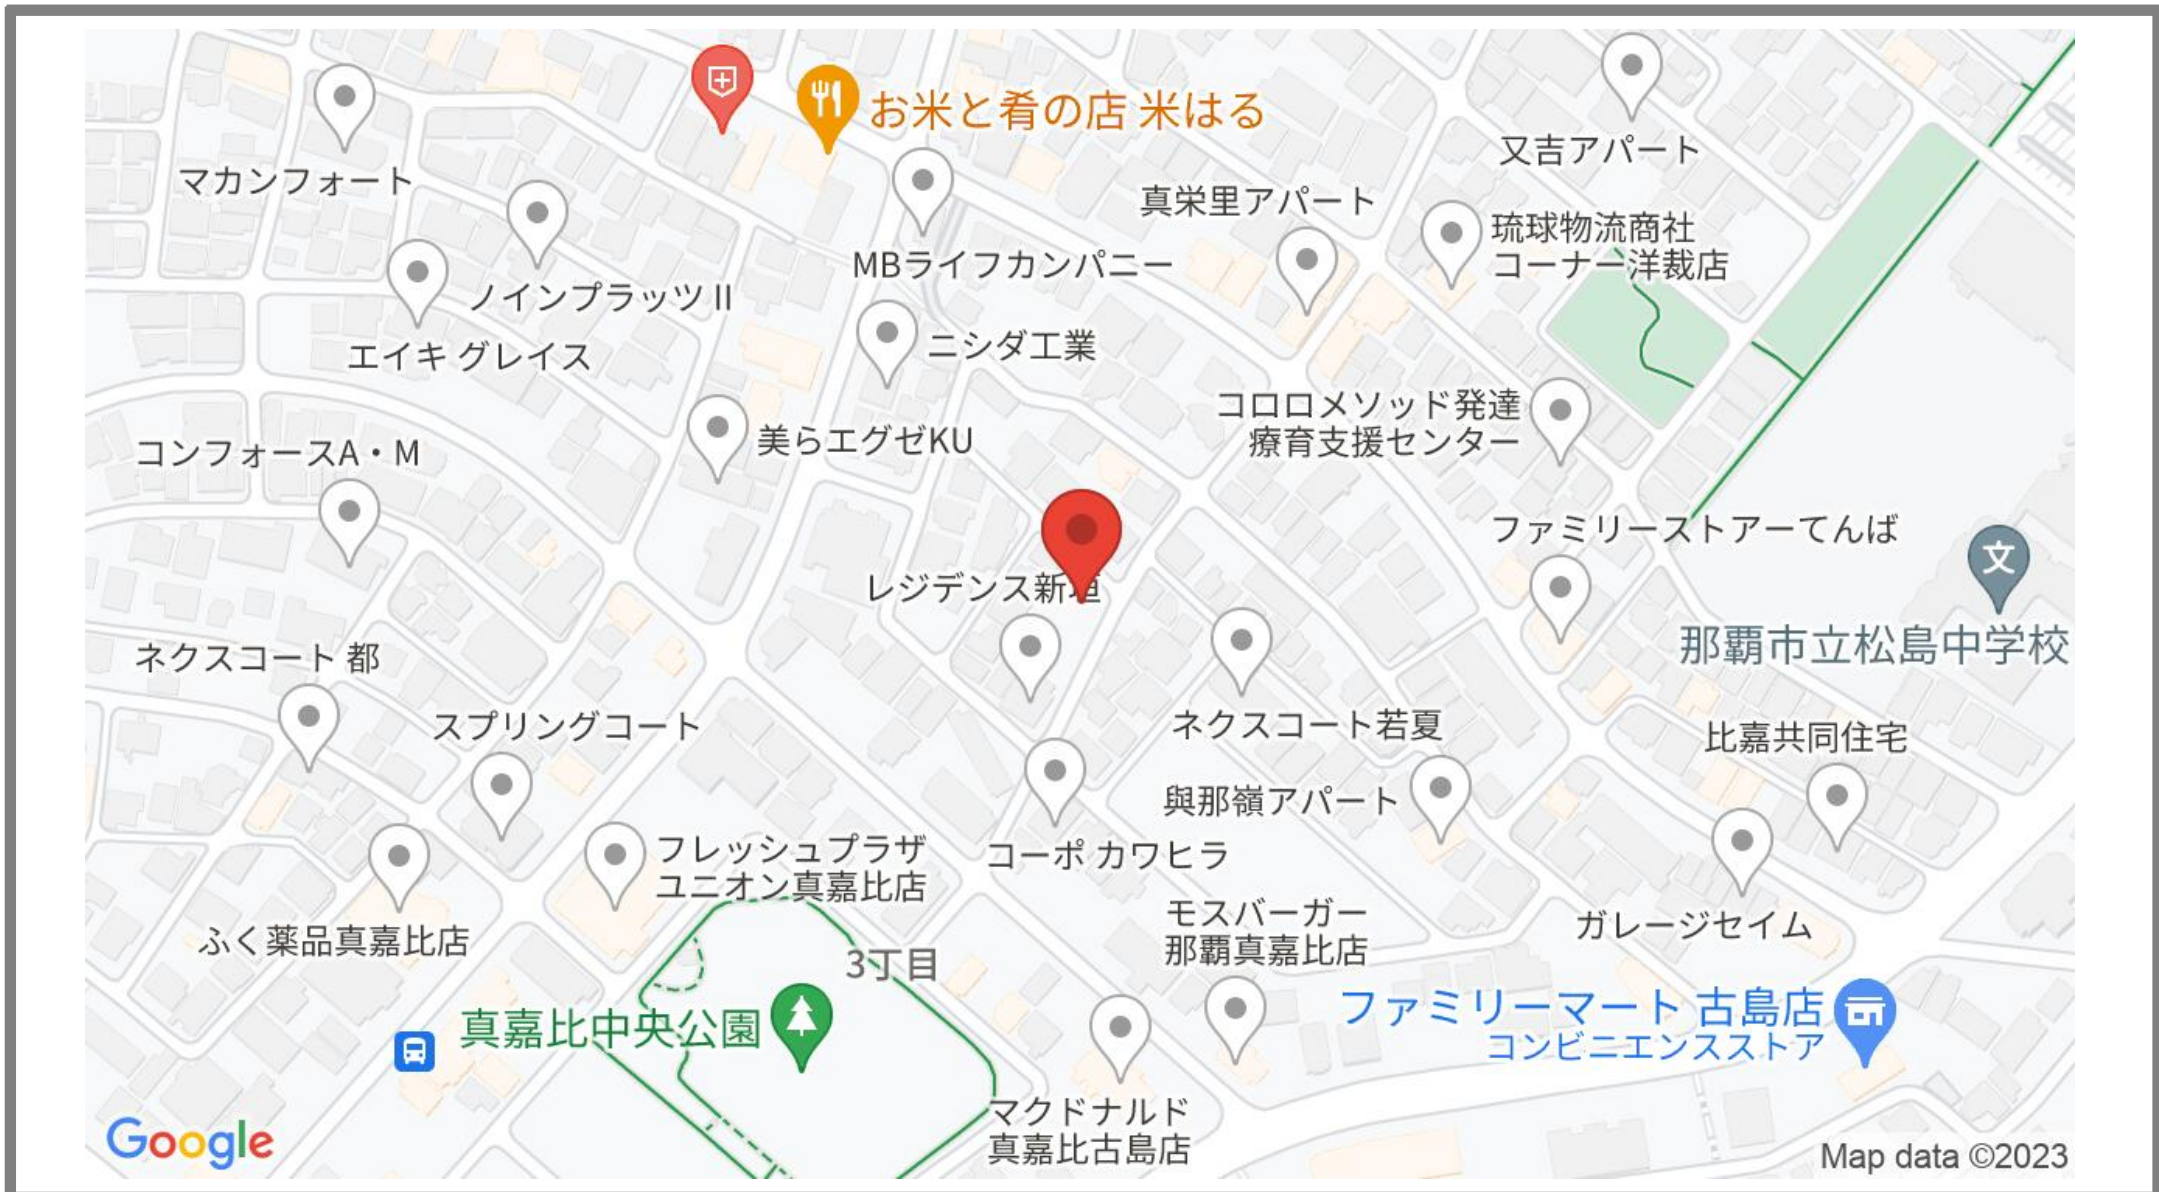 お米と肴の店 米はる
又吉アパート
マカンフォート
真栄里アパート
琉球物流商社
コーナー洋裁店
MBライフカンパニー
ノインプラッツ II
ニシダ工業
エイキ グレイス
コロロメソッド発達
療育支援センター
美らエグゼKU
コンフォースA・M
ファミリーストアーてんば
文
レジデンス新垣
那覇市立松島中学校
ネクスコート 都
スプリングコート
ネクスコート若夏
比嘉共同住宅
與那嶺アパート
フレッシュプラザ
ユニオン真嘉比店
コーポ カワヒラ
モスバーガー
那覇真嘉比店
ガレージセイム
ふく薬品真嘉比店
3丁目
ファミリーマート 古島店
コンビニエンスストア
真嘉比中央公園
マクドナルド
真嘉比古島店
Google
Map data ©2023